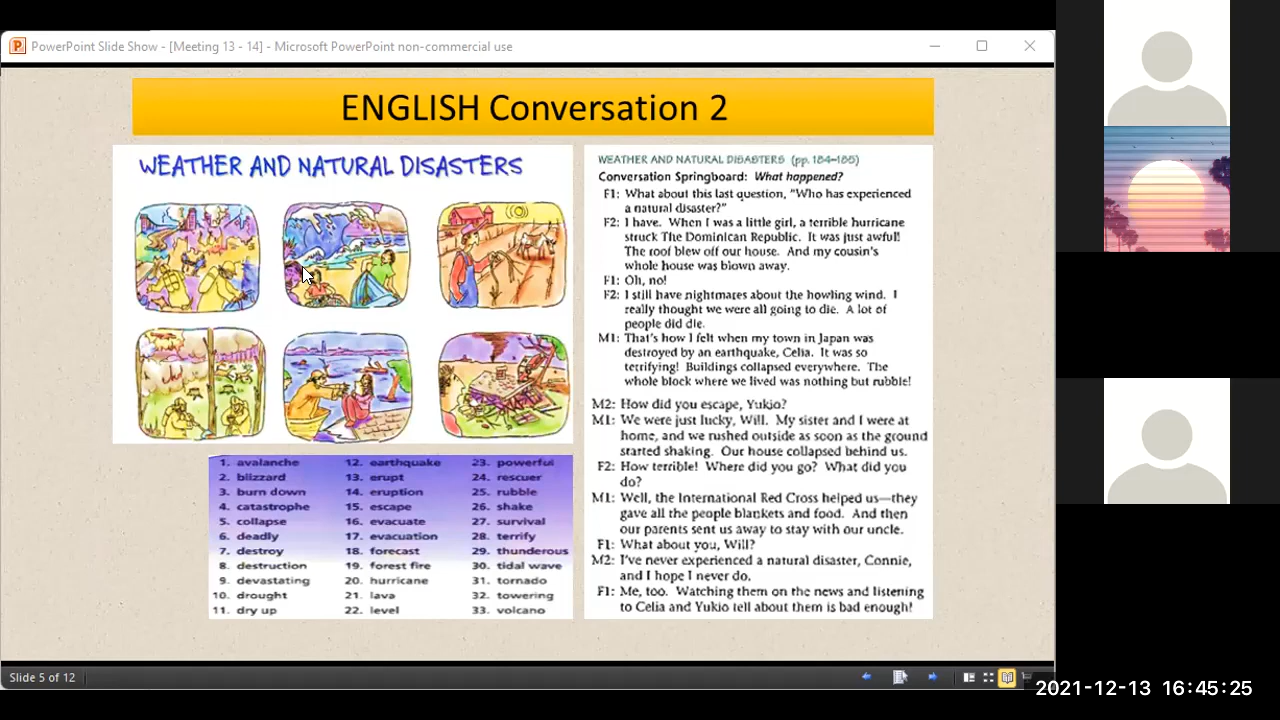 PowerPoint Slide Show - [Meeting 13 - 14] - Microsoft PowerPoint non-commercial use
ENGLISH Conversation 2
WEATHER AND NATURAL DISASTERS
1. avalanche
2. blizzard
3. burn down
4. catastrophe
5. collapse
6. deadly
7. destroy
8. destruction
9. devastating
10. drought
11. dry up
12. earthquake
13. erupt
14. eruption
15. escape
16. evacuate
17. evacuation
18. forecast
19. forest fire
20. hurricane
21. lava
22. level
23. powerful
24. rescuer
25. rubble
26. shake
27. survival
28. terrify
29. thunderous
30. tidal wave
31. tornado
32. towering
33. volcano
WEATHER AND NATURAL DISASTERS (pp. 184–185)
Conversation Springboard: What happened?
F1: What about this last question, "Who has experienced
a natural disaster?"
F2: I have. When I was a little girl, a terrible hurricane
struck The Dominican Republic. It was just awful!
The roof blew off our house. And my cousin's
whole house was blown away.
F1: Oh, no!
F2: I still have nightmares about the howling wind. I
really thought we were all going to die. A lot of
people did die.
M1: That's how I felt when my town in Japan was
destroyed by an earthquake, Celia. It was so
terrifying! Buildings collapsed everywhere. The
whole block where we lived was nothing but rubble!
M2: How did you escape, Yukio?
M1: We were just lucky, Will. My sister and I were at
home, and we rushed outside as soon as the ground
started shaking. Our house collapsed behind us.
F2: How terrible! Where did you go? What did you
do?
M1: Well, the International Red Cross helped us—they
gave all the people blankets and food. And then
our parents sent us away to stay with our uncle.
F1: What about you, Will?
M2: I've never experienced a natural disaster, Connie,
and I hope I never do.
F1: Me, too. Watching them on the news and listening
to Celia and Yukio tell about them is bad enough!
Slide 5 of 12
2021-12-13 16:45:25